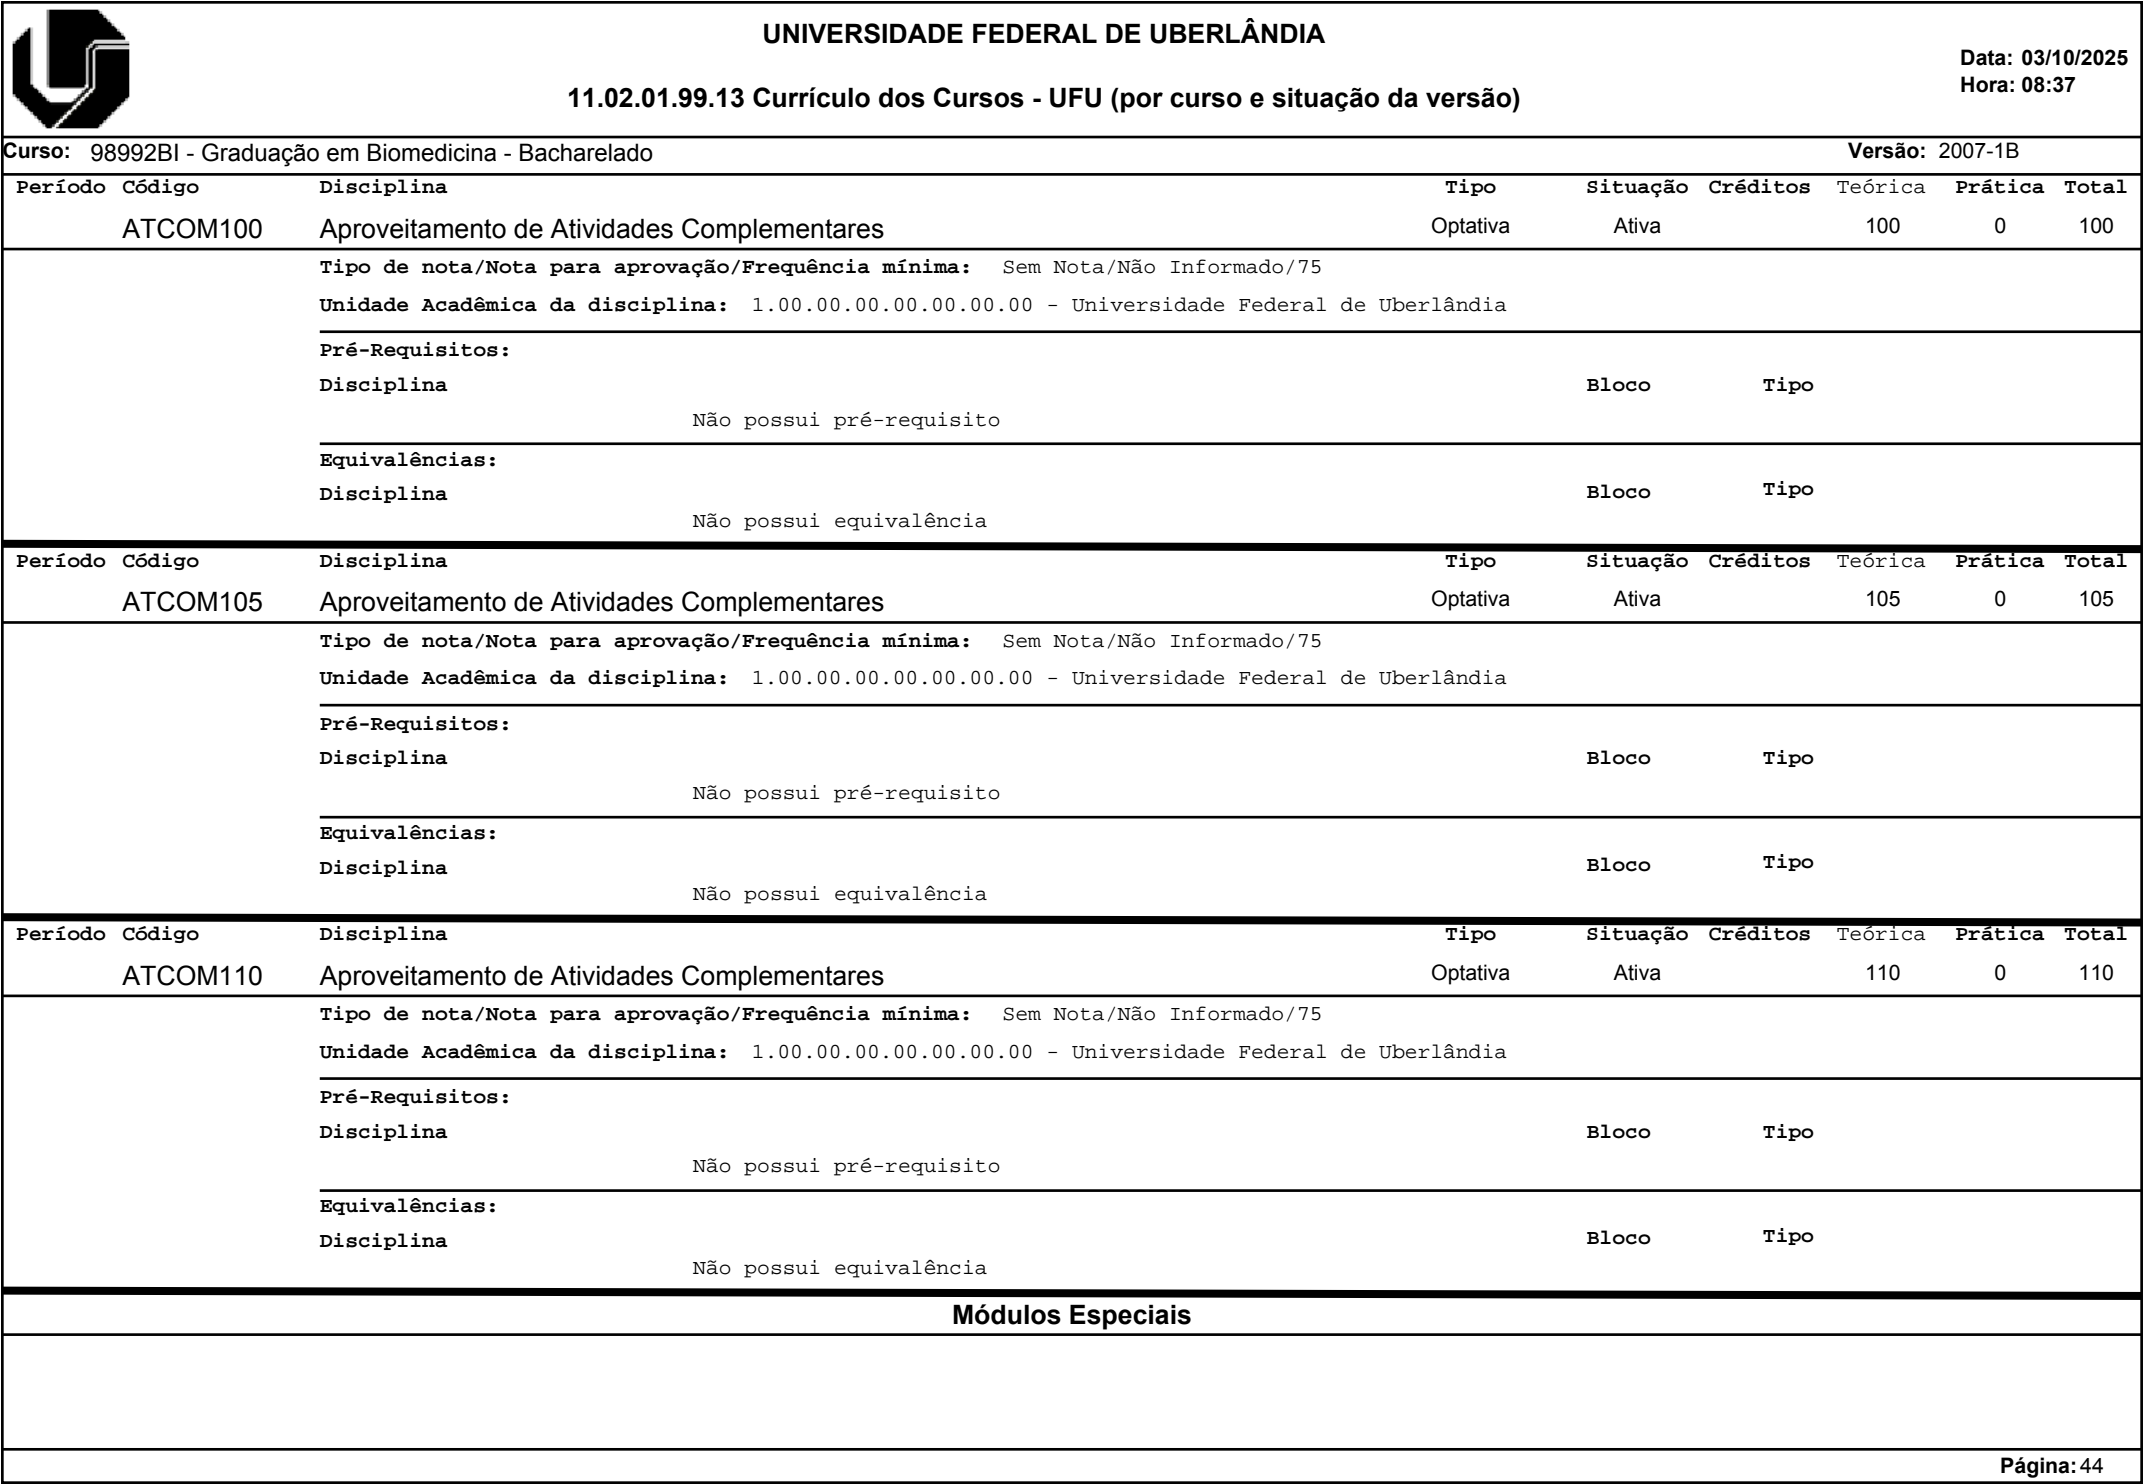 UNIVERSIDADE FEDERAL DE UBERLÂNDIA
Data: 03/10/2025
Hora: 08:37
11.02.01.99.13 Currículo dos Cursos - UFU (por curso e situação da versão)
Curso: 98992BI - Graduação em Biomedicina - Bacharelado Versão: 2007-1B
Período Código Disciplina Tipo Situação Créditos Teórica Prática Total
ATCOM100 Aproveitamento de Atividades Complementares Optativa Ativa 100 0 100
Tipo de nota/Nota para aprovação/Frequência mínima: Sem Nota/Não Informado/75
Unidade Acadêmica da disciplina: 1.00.00.00.00.00.00.00 - Universidade Federal de Uberlândia
Pré-Requisitos:
Disciplina Bloco Tipo
Não possui pré-requisito
Equivalências:
Disciplina Bloco Tipo
Não possui equivalência
Período Código Disciplina Tipo Situação Créditos Teórica Prática Total
ATCOM105 Aproveitamento de Atividades Complementares Optativa Ativa 105 0 105
Tipo de nota/Nota para aprovação/Frequência mínima: Sem Nota/Não Informado/75
Unidade Acadêmica da disciplina: 1.00.00.00.00.00.00.00 - Universidade Federal de Uberlândia
Pré-Requisitos:
Disciplina Bloco Tipo
Não possui pré-requisito
Equivalências:
Disciplina Bloco Tipo
Não possui equivalência
Período Código Disciplina Tipo Situação Créditos Teórica Prática Total
ATCOM110 Aproveitamento de Atividades Complementares Optativa Ativa 110 0 110
Tipo de nota/Nota para aprovação/Frequência mínima: Sem Nota/Não Informado/75
Unidade Acadêmica da disciplina: 1.00.00.00.00.00.00.00 - Universidade Federal de Uberlândia
Pré-Requisitos:
Disciplina Bloco Tipo
Não possui pré-requisito
Equivalências:
Disciplina Bloco Tipo
Não possui equivalência
Módulos Especiais
Página: 44